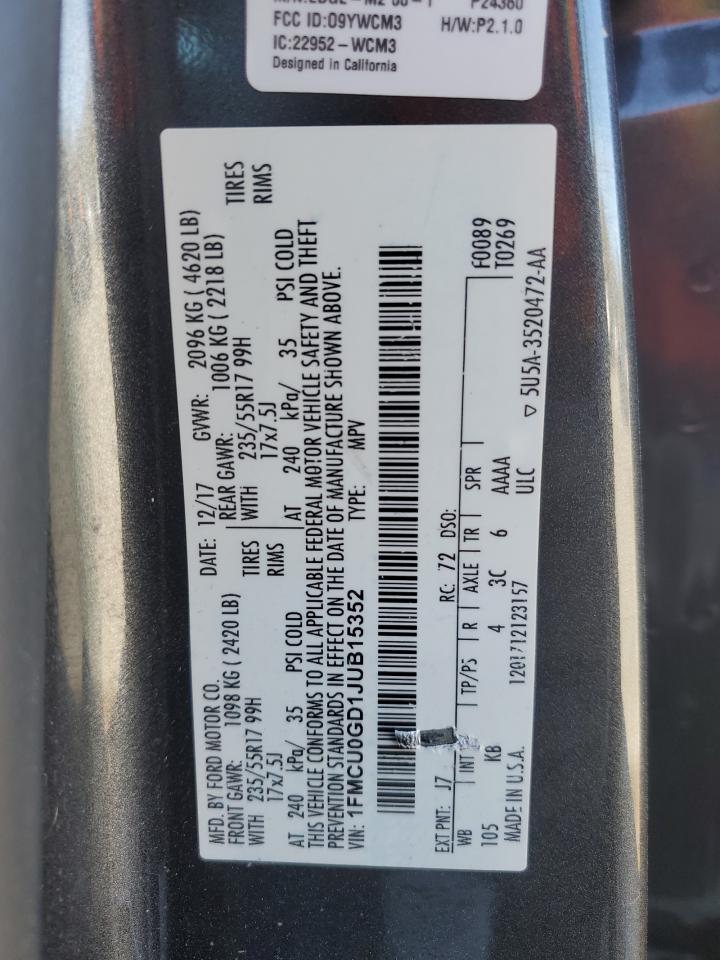 P24360
FCC ID:O9YWCM3 H/W:P2.1.0
IC:22952-WCM3
Designed in California
MFD. BY FORD MOTOR CO. DATE: 12/17 GVWR: 2096 KG ( 4620 LB)
FRONT GAWR: 1098 KG ( 2420 LB) REAR GAWR: 1006 KG ( 2218 LB)
WITH 235/55R17 99H TIRES WITH 235/55R17 99H TIRES
17x7.5J RIMS 17x7.5J RIMS
AT 240 kPa/ 35 PSI COLD AT 240 kPa/ 35 PSI COLD
THIS VEHICLE CONFORMS TO ALL APPLICABLE FEDERAL MOTOR VEHICLE SAFETY AND THEFT
PREVENTION STANDARDS IN EFFECT ON THE DATE OF MANUFACTURE SHOWN ABOVE.
VIN: 1FMCU0GD1JUB15352 TYPE: MPV
EXT PNT: J7 RC: 72 DSO: F0089
WB INT TP/PS R AXLE TR SPR T0269
105 KB 4 3C 6 AAAA
MADE IN U.S.A. 1201712123157 ULC ▽ 5U5A-3520472-AA